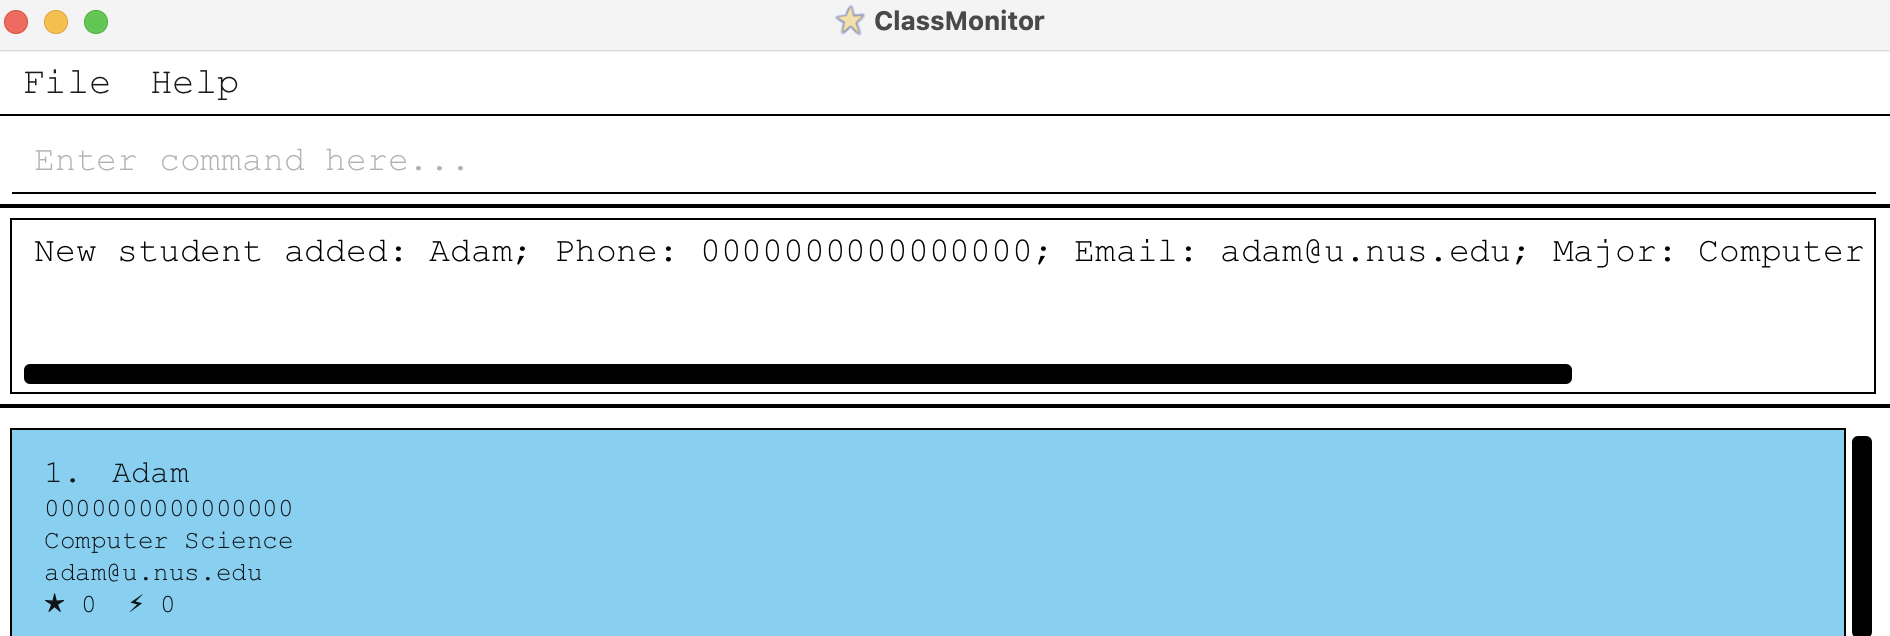 ClassMonitor
File Help
Enter command here...
New student added: Adam; Phone: 0000000000000000; Email: adam@u.nus.edu; Major: Computer
1. Adam
0000000000000000
Computer Science
adam@u.nus.edu
★ 0 ⚡ 0